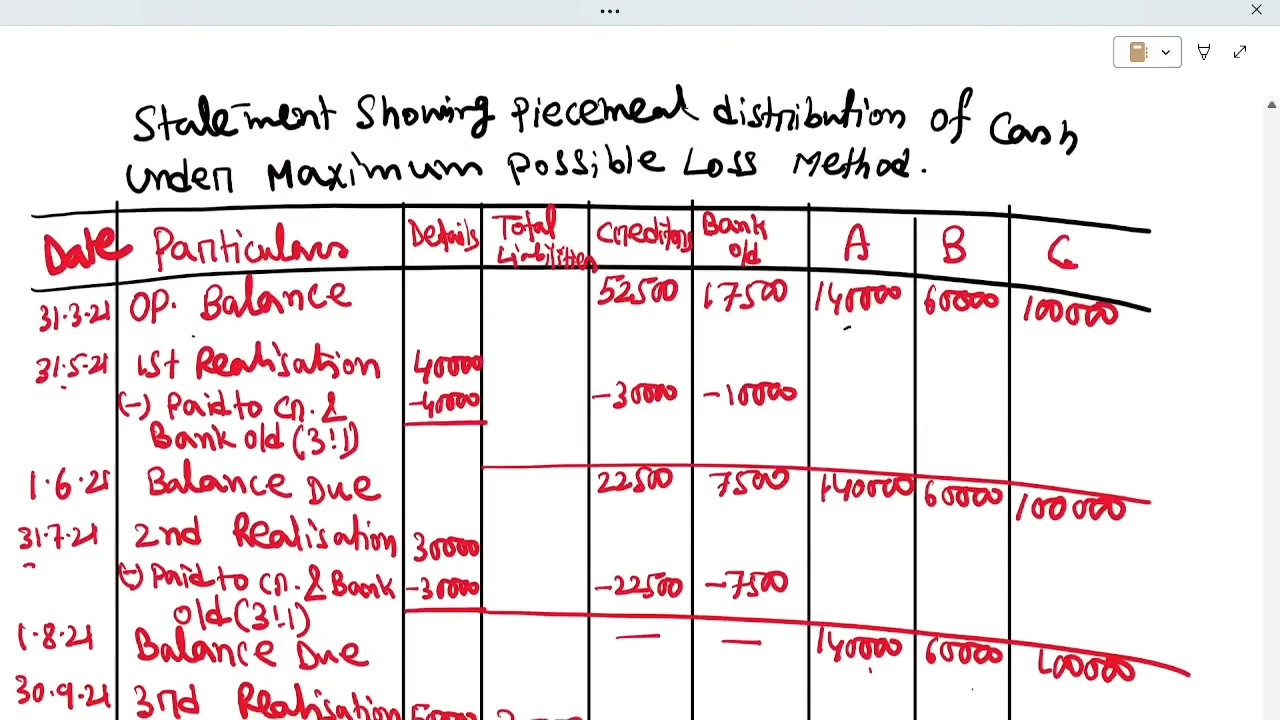 Statement Showing Piecemeal distribution of Cash
under Maximum Possible Loss Method.
Date Particulars Details Total Liabilities Creditors Bank o/d A B C
31.3.21 Op. Balance 52500 17500 140000 60000 100000
31.5.21 1st Realisation 40000
(-) Paid to Cr. & -40000 -30000 -10000
Bank o/d (3:1)
1.6.21 Balance Due 22500 7500 140000 60000 100000
31.7.21 2nd Realisation 30000
(-) Paid to Cr. & Bank -30000 -22500 -7500
o/d (3:1)
1.8.21 Balance Due — — 140000 60000 100000
30.9.21 3rd Realisation